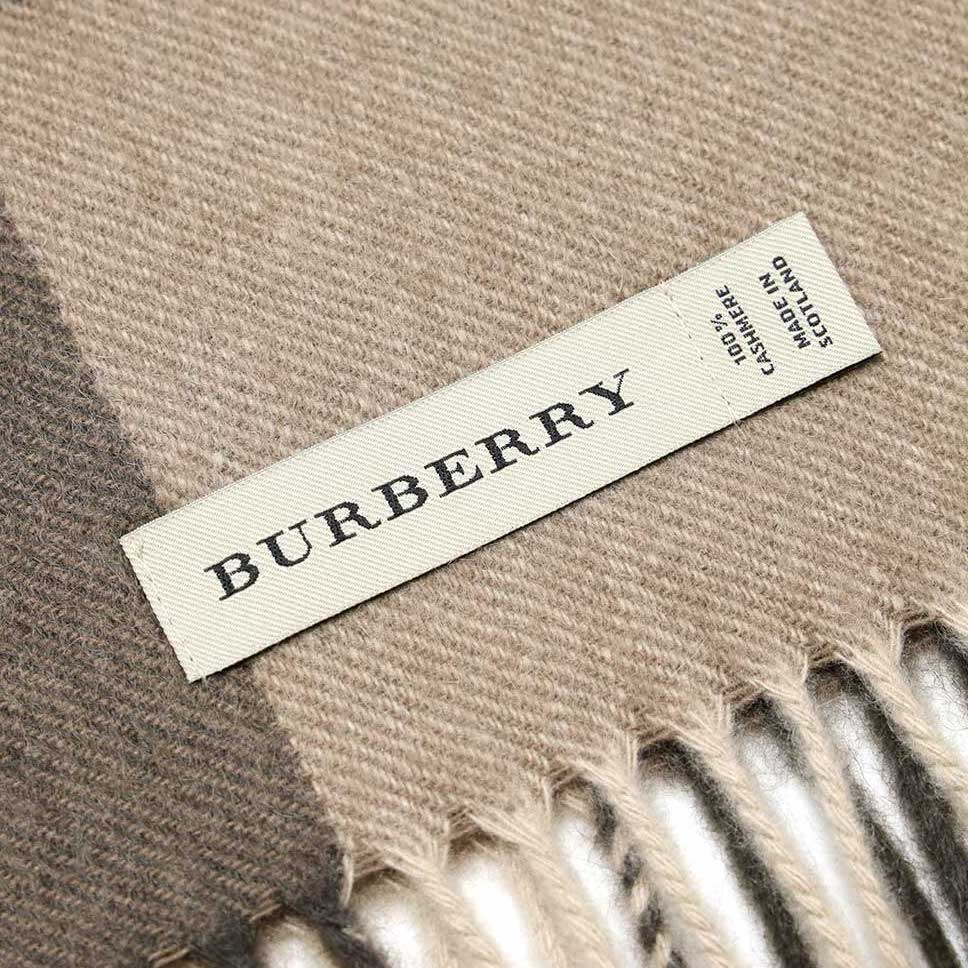 BURBERRY
100%
CASHMERE
MADE IN
SCOTLAND